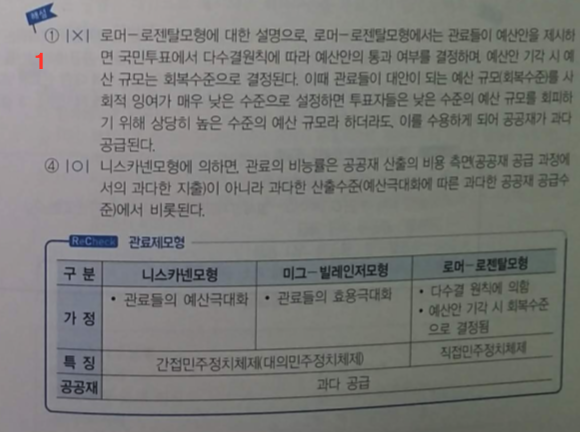 해설
① |×| 로머-로젠탈모형에 대한 설명으로, 로머-로젠탈모형에서는 관료들이 예산안을 제시하
면 국민투표에서 다수결원칙에 따라 예산안의 통과 여부를 결정하며, 예산안 기각 시 예
산 규모는 회복수준으로 결정된다. 이때 관료들이 대안이 되는 예산 규모(회복수준)를 사
회적 잉여가 매우 낮은 수준으로 설정하면 투표자들은 낮은 수준의 예산 규모를 회피하
기 위해 상당히 높은 수준의 예산 규모라 하더라도, 이를 수용하게 되어 공공재가 과다
공급된다.
1
④ |○| 니스카넨모형에 의하면, 관료의 비능률은 공공재 산출의 비용 측면(공공재 공급 과정에
서의 과다한 지출)이 아니라 과다한 산출수준(예산극대화에 따른 과다한 공공재 공급수
준)에서 비롯된다.
ReCheck 관료제모형
구 분 니스카넨모형 미그-빌레인저모형 로머-로젠탈모형
가 정 • 관료들의 예산극대화 • 관료들의 효용극대화 • 다수결 원칙에 의함
• 예산안 기각 시 회복수준
으로 결정됨
특 징 간접민주정치체제(대의민주정치체제) 직접민주정치체제
공공재 과다 공급